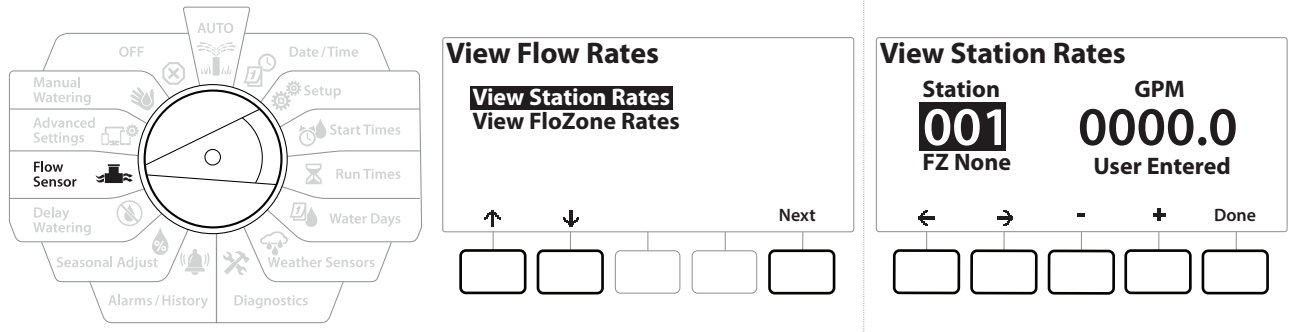 AUTO
OFF
Date / Time
Manual
Watering
Setup
Advanced
Settings
Start Times
Flow
Sensor
Run Times
Delay
Watering
Water Days
Seasonal Adjust
Weather Sensors
Alarms / History
Diagnostics
View Flow Rates
View Station Rates
View FloZone Rates
Next
View Station Rates
Station
GPM
001
0000.0
FZ None
User Entered
- + Done